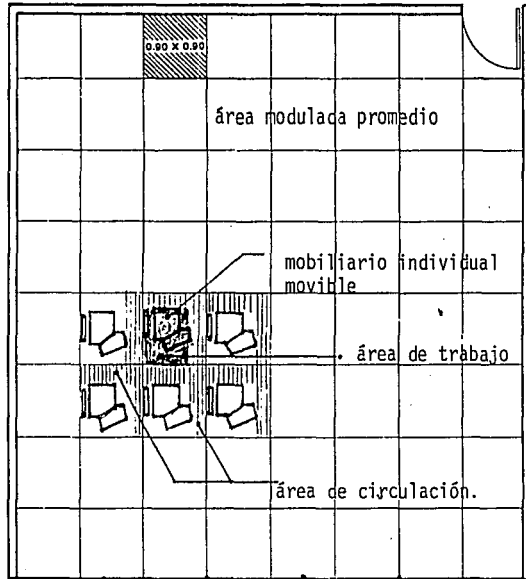 0.90 X 0.90
área modulada promedio
mobiliario individual
movible
área de trabajo
área de circulación.